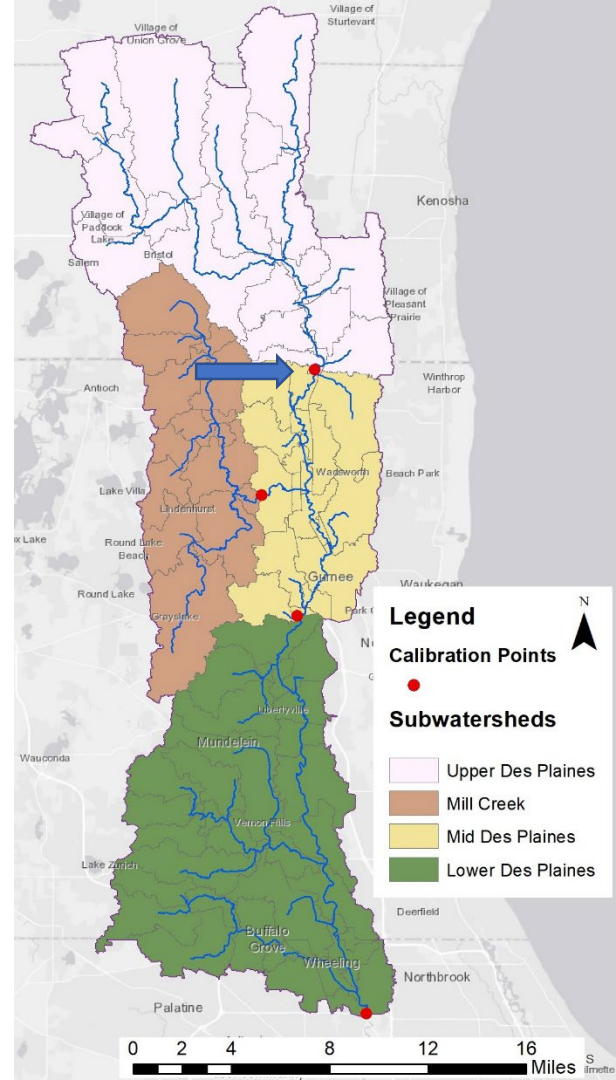 Village of
Sturtevant
Village of
Union Grove
Kenosha
Village of
Paddock
Lake
Bristol
Salem
Village of
Pleasant
Prairie
Antioch
Winthrop
Harbor
Wadsworth
Beach Park
Lake Villa
Lindenhurst
Lake
Round Lake
Beach
Gurnee
Waukegan
Round Lake
Grayslake
Park
Legend
N
Calibration Points
Subwatersheds
Upper Des Plaines
Mill Creek
Mid Des Plaines
Lower Des Plaines
Libertyville
Mundelein
Wauconda
Vernon Hills
Lake Zurich
Deerfield
Buffalo
Grove
Wheeling
Northbrook
Palatine
0 2 4 8 12 16
Miles